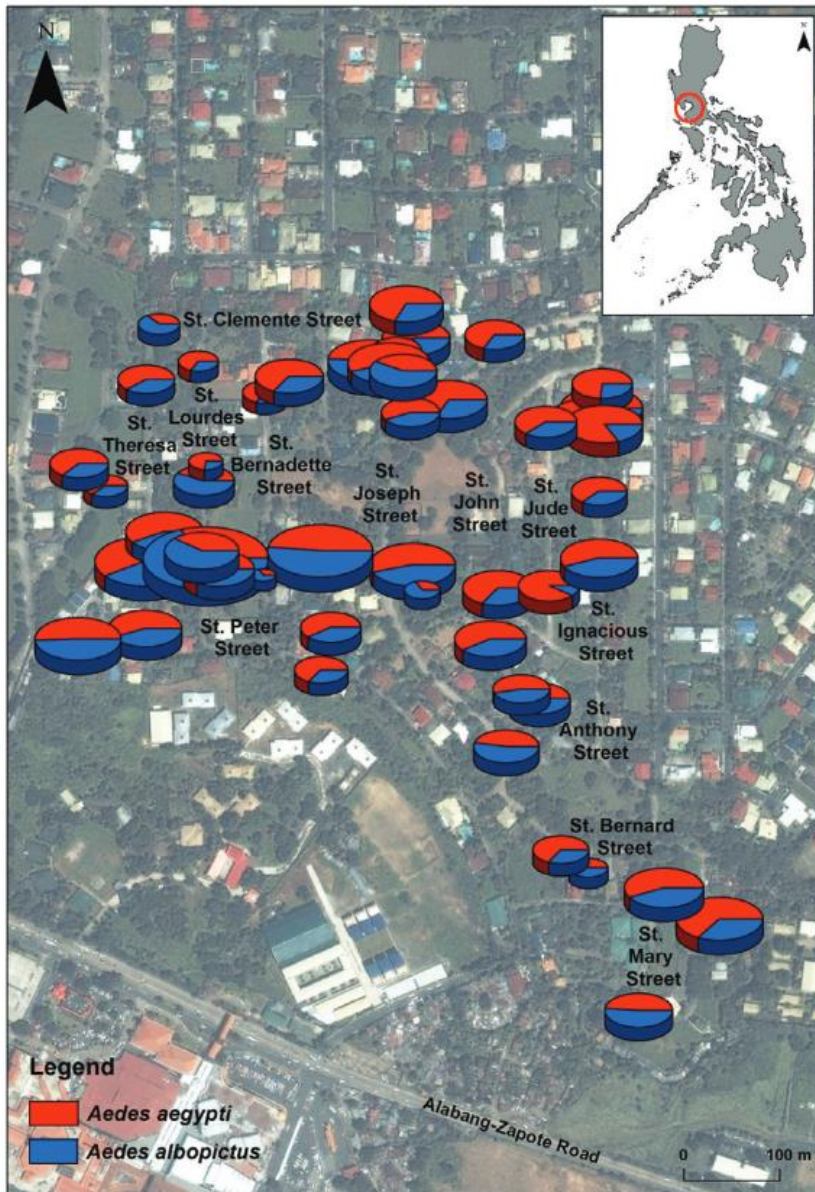 N
N
St. Clemente Street
St.
Lourdes
Street
St.
Theresa
Street
St.
Bernadette
Street
St.
Joseph
Street
St.
John
Street
St.
Jude
Street
St. Peter
Street
St.
Ignacious
Street
St.
Anthony
Street
St. Bernard
Street
St.
Mary
Street
Legend
Aedes aegypti
Aedes albopictus
Alabang-Zapote Road
0 100 m